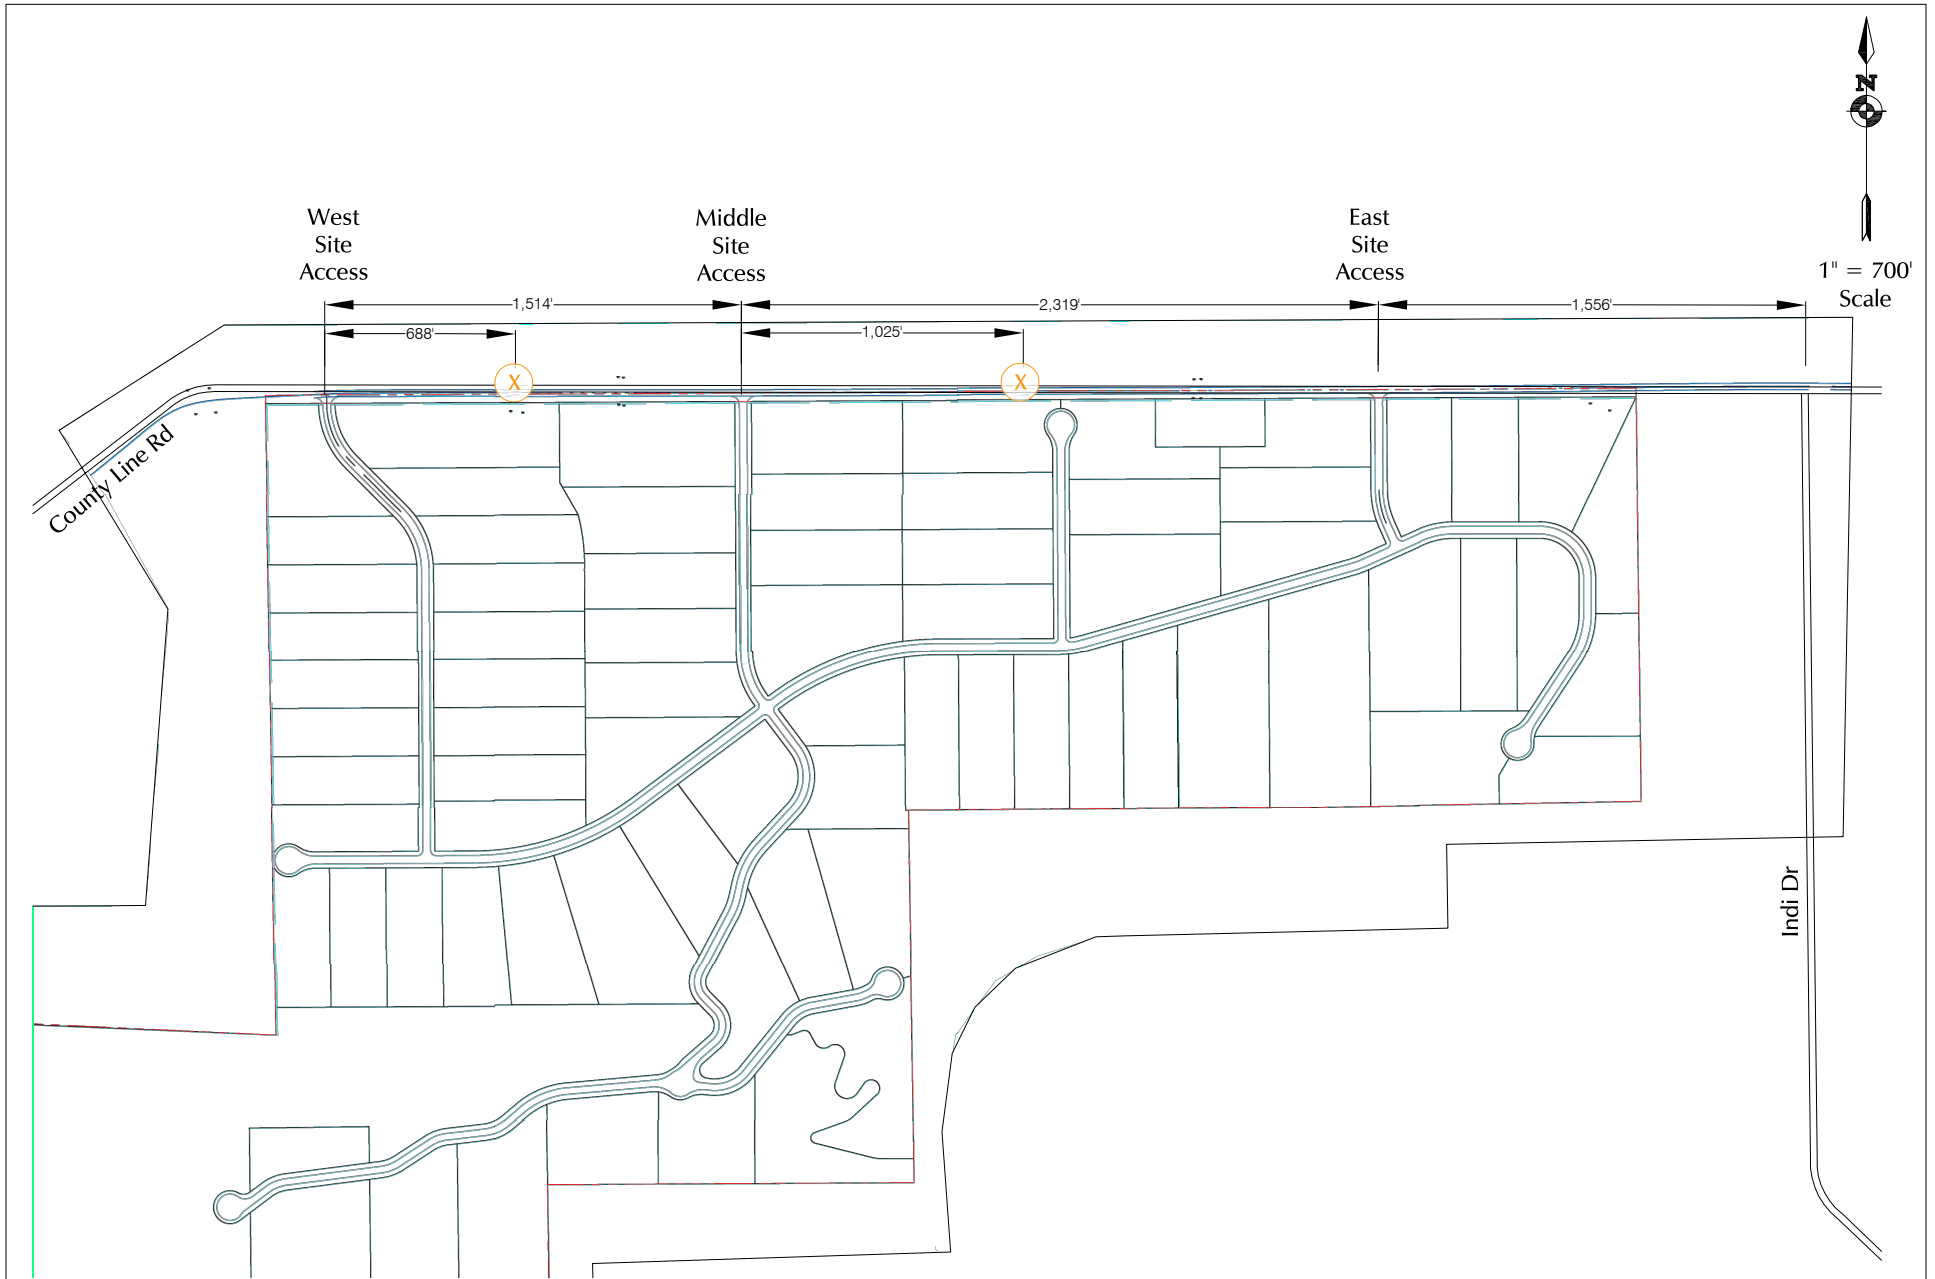 N
1" = 700'
Scale
West
Site
Access
Middle
Site
Access
East
Site
Access
1,514'
2,319'
1,556'
688'
1,025'
X
X
County Line Rd
Indi Dr